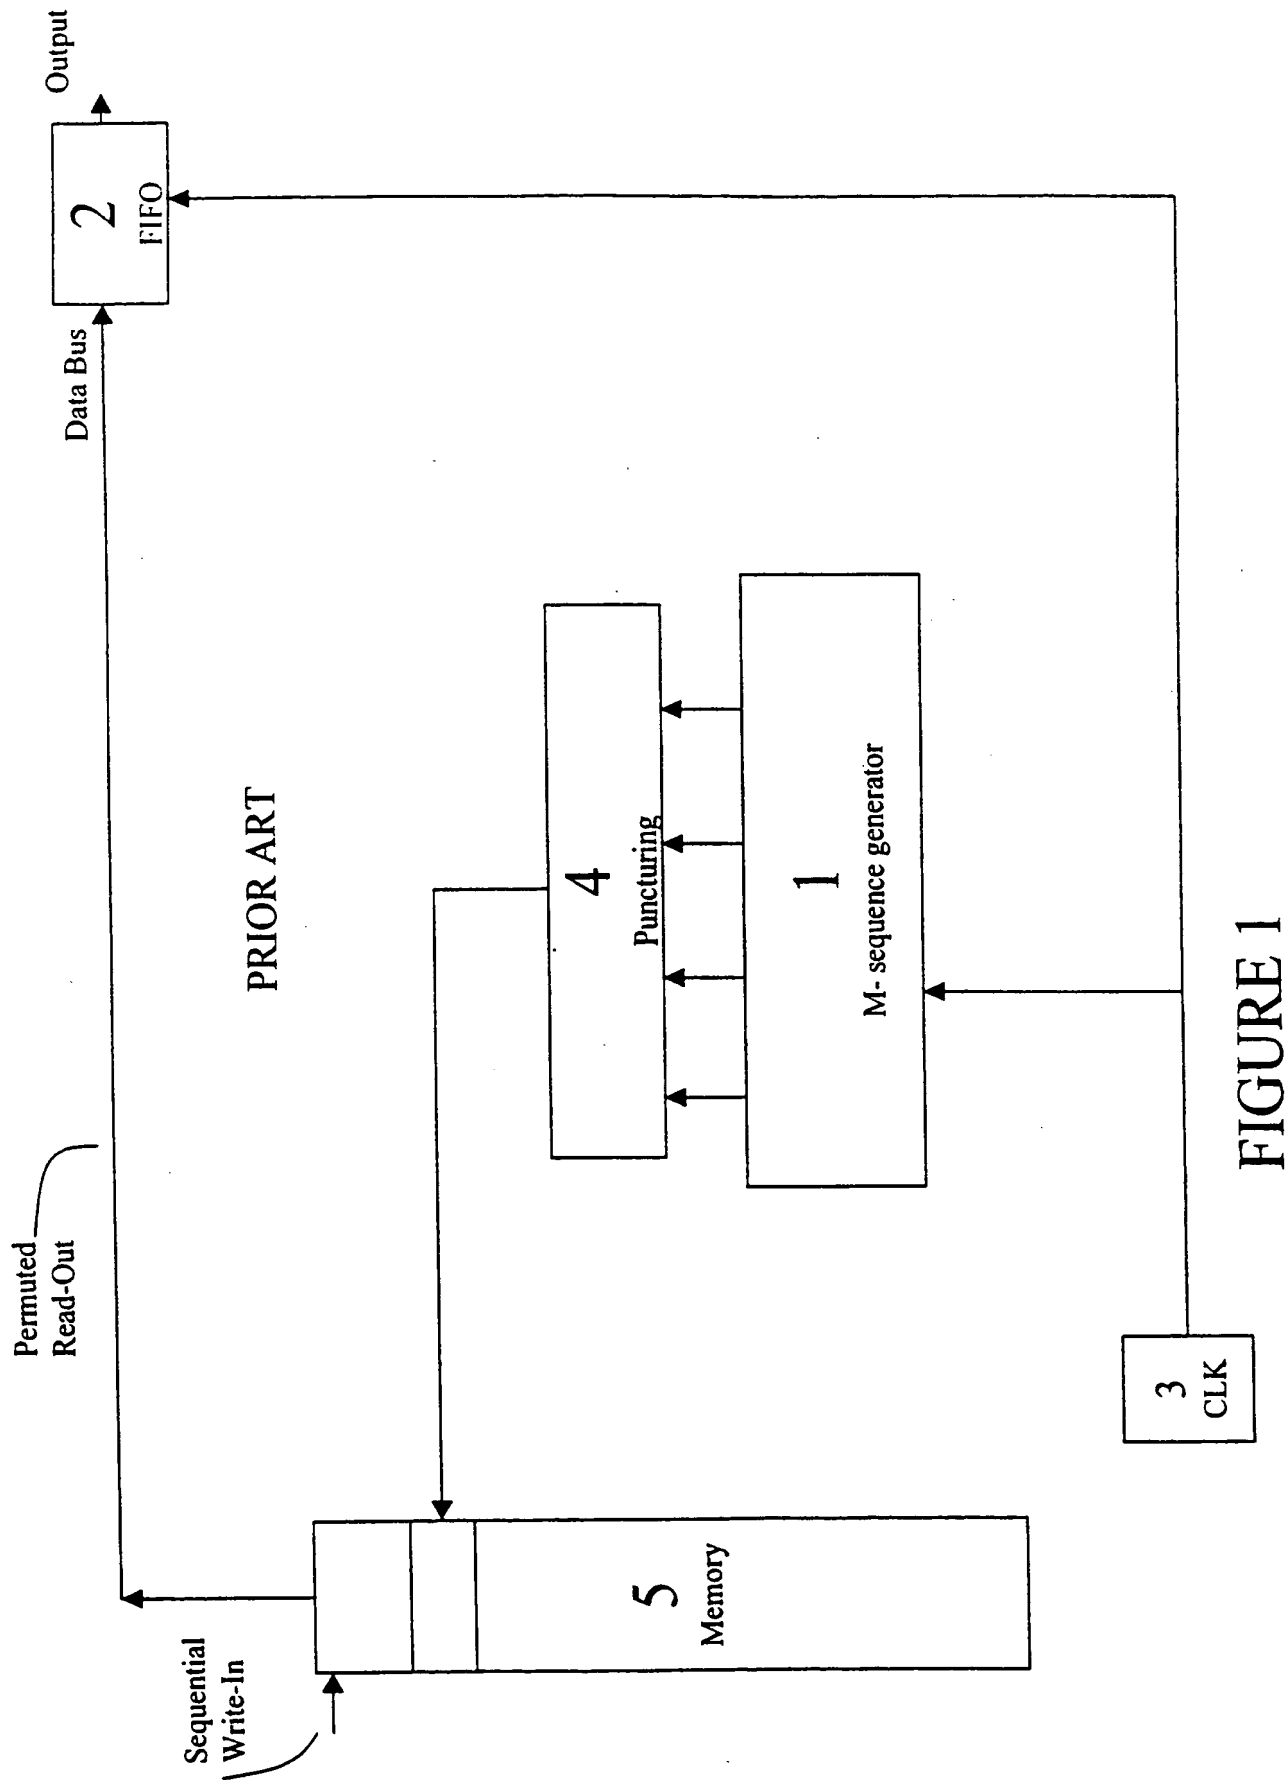 Permuted
Read-Out
Data Bus
Output
2
FIFO
Sequential
Write-In
PRIOR ART
4
Puncturing
1
M- sequence generator
5
Memory
3
CLK
FIGURE 1